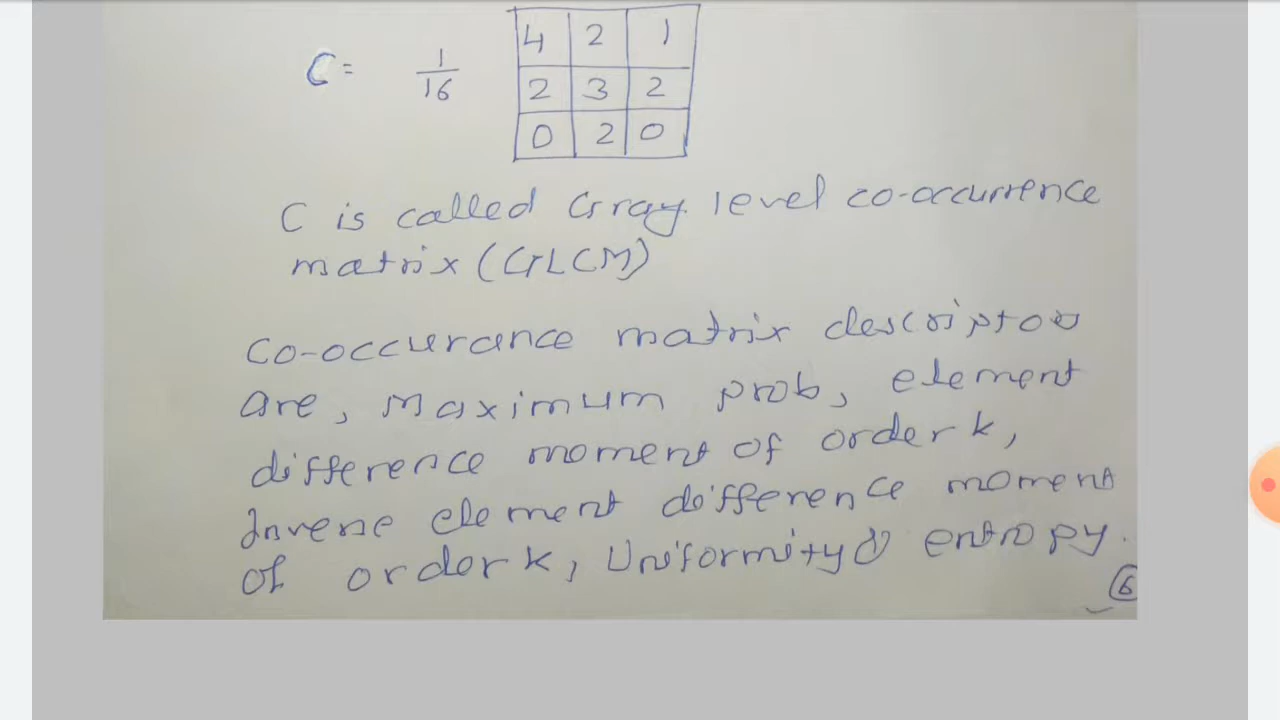 C = 1/16
4 2 1
2 3 2
0 2 0
C is called Gray level co-occurrence
matrix (GLCM)
co-occurance matrix descriptor
are, Maximum prob, element
difference moment of order k,
Inverse element difference moment
of order k, Uniformity & entropy.
6